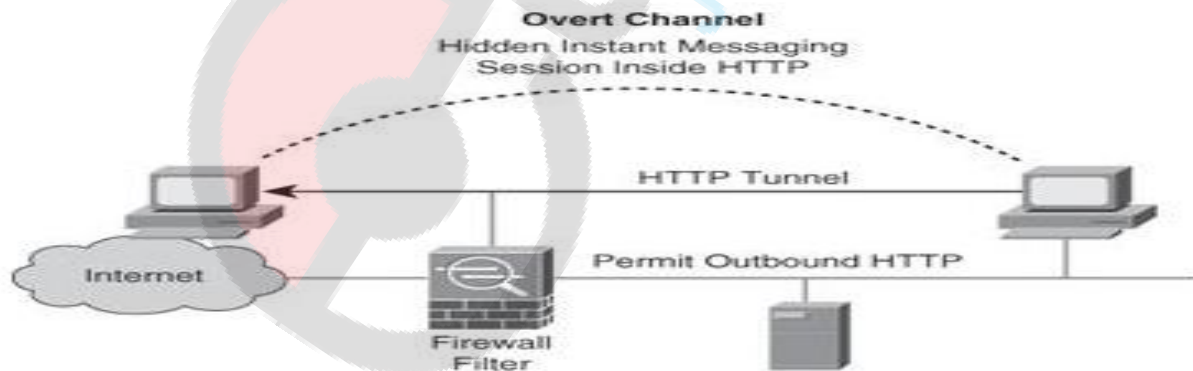 Overt Channel
Hidden Instant Messaging
Session Inside HTTP
HTTP Tunnel
Internet
Permit Outbound HTTP
Firewall
Filter